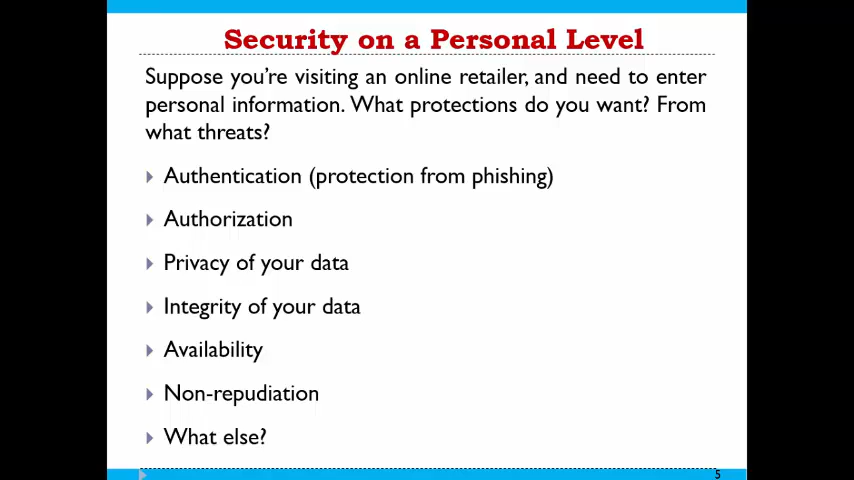 Security on a Personal Level
Suppose you're visiting an online retailer, and need to enter
personal information. What protections do you want? From
what threats?
Authentication (protection from phishing)
Authorization
Privacy of your data
Integrity of your data
Availability
Non-repudiation
What else?
5